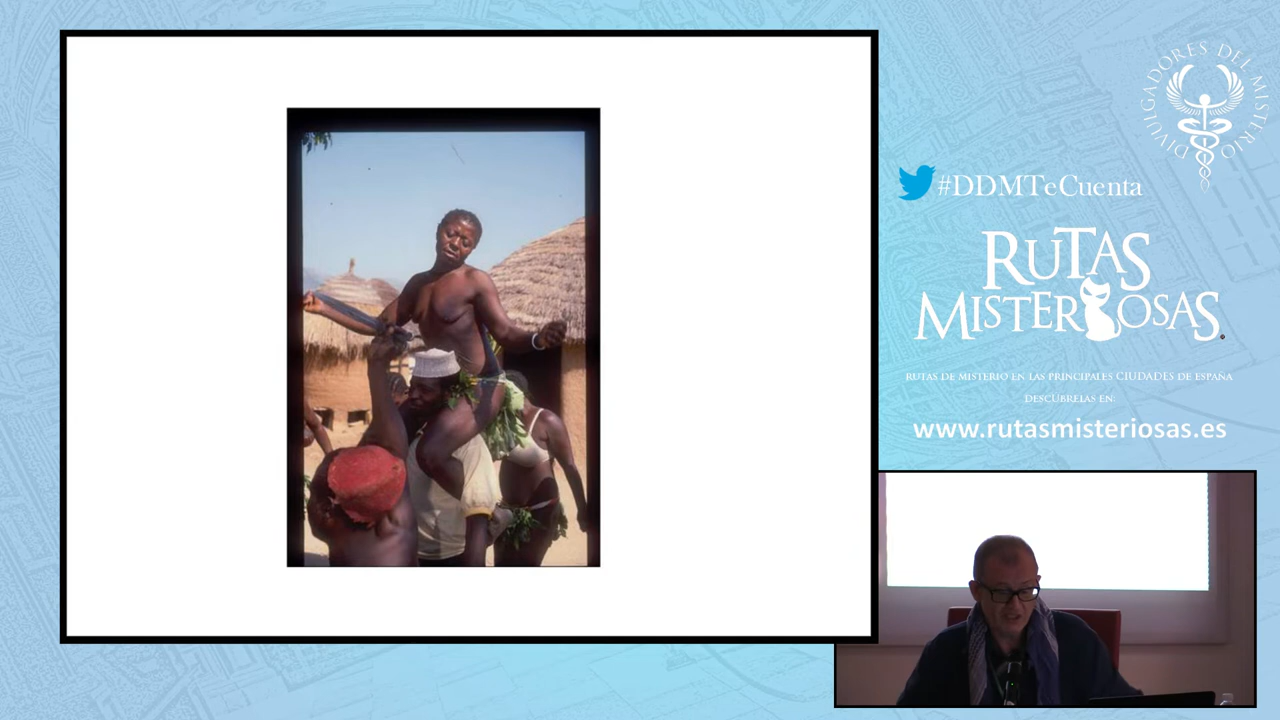 DIVULGADORES DEL MISTERIO
#DDMTeCuenta
RUTAS
MISTERIOSAS
RUTAS DE MISTERIO EN LAS PRINCIPALES CIUDADES DE ESPAÑA
DESCÚBRELAS EN:
www.rutasmisteriosas.es